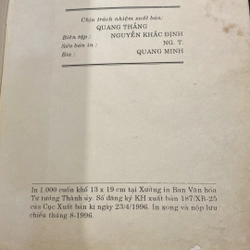 Chịu trách nhiệm xuất bản:
QUANG THẮNG
Biên tập: NGUYỄN KHẮC ĐỊNH
Sửa bản in: NG. T.
Bìa: QUANG MINH
In 1.000 cuốn khổ 13 x 19 cm tại Xưởng in Ban Văn hóa
Tư tưởng Thành ủy. Số đăng ký KH xuất bản 187/XB-25
của Cục Xuất bản kí ngày 23/4/1996. In xong và nộp lưu
chiểu tháng 8-1996.